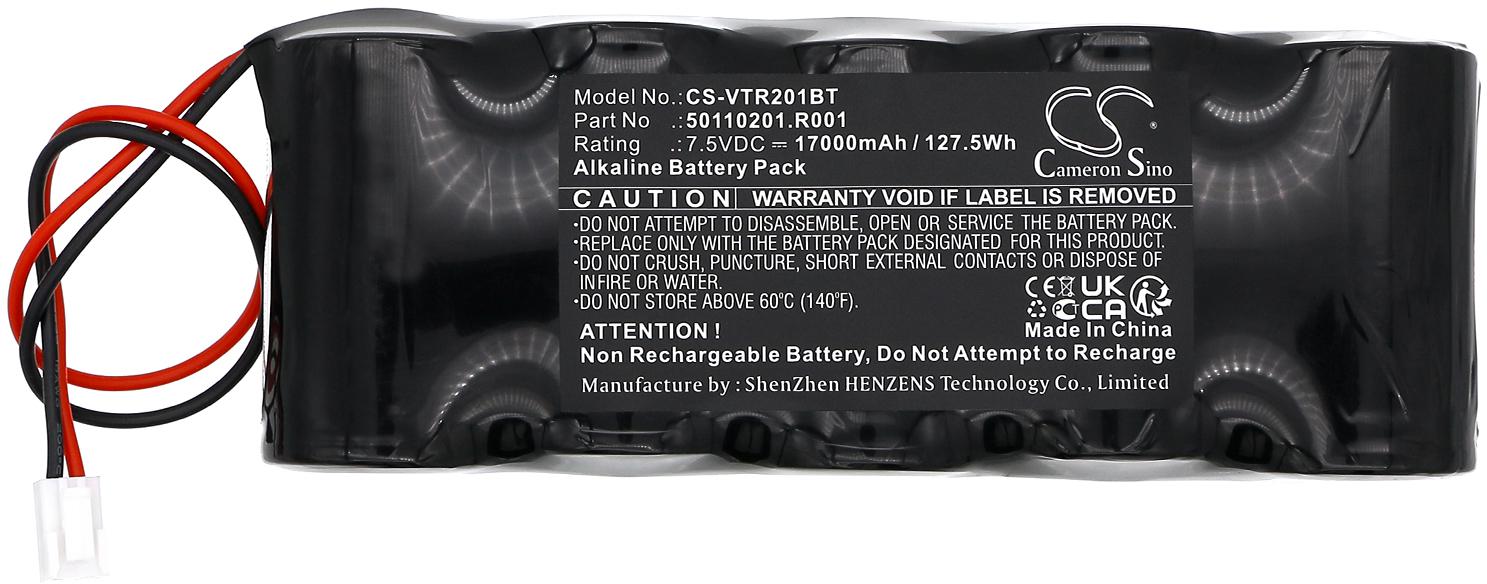 Model No.:CS-VTR201BT
Part No .:50110201.R001
Rating .:7.5VDC ⎓ 17000mAh / 127.5Wh
Alkaline Battery Pack
CS®
Cameron Sino
CAUTION| WARRANTY VOID IF LABEL IS REMOVED
•DO NOT ATTEMPT TO DISASSEMBLE, OPEN OR SERVICE THE BATTERY PACK.
•REPLACE ONLY WITH THE BATTERY PACK DESIGNATED FOR THIS PRODUCT.
•DO NOT CRUSH, PUNCTURE, SHORT EXTERNAL CONTACTS OR DISPOSE OF
INFIRE OR WATER.
•DO NOT STORE ABOVE 60°C (140°F).
CE UK
PCT CA
ATTENTION !
Made In China
Non Rechargeable Battery, Do Not Attempt to Recharge
Manufacture by : ShenZhen HENZENS Technology Co., Limited